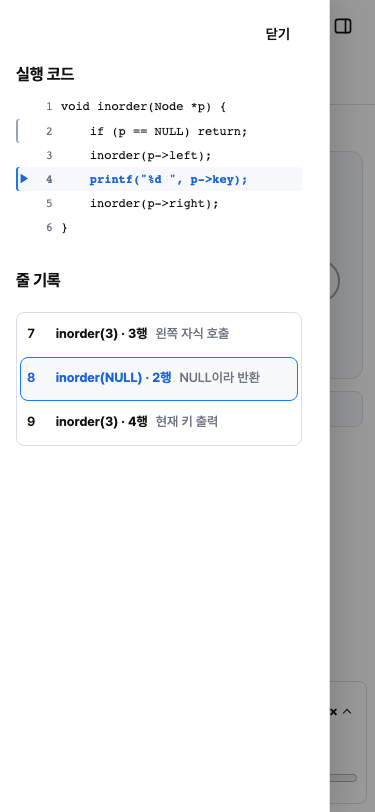 닫기
실행 코드
1 void inorder(Node *p) {
2     if (p == NULL) return;
3     inorder(p->left);
4     printf("%d ", p->key);
5     inorder(p->right);
6 }
줄 기록
7 inorder(3) · 3행 왼쪽 자식 호출
8 inorder(NULL) · 2행 NULL이라 반환
9 inorder(3) · 4행 현재 키 출력